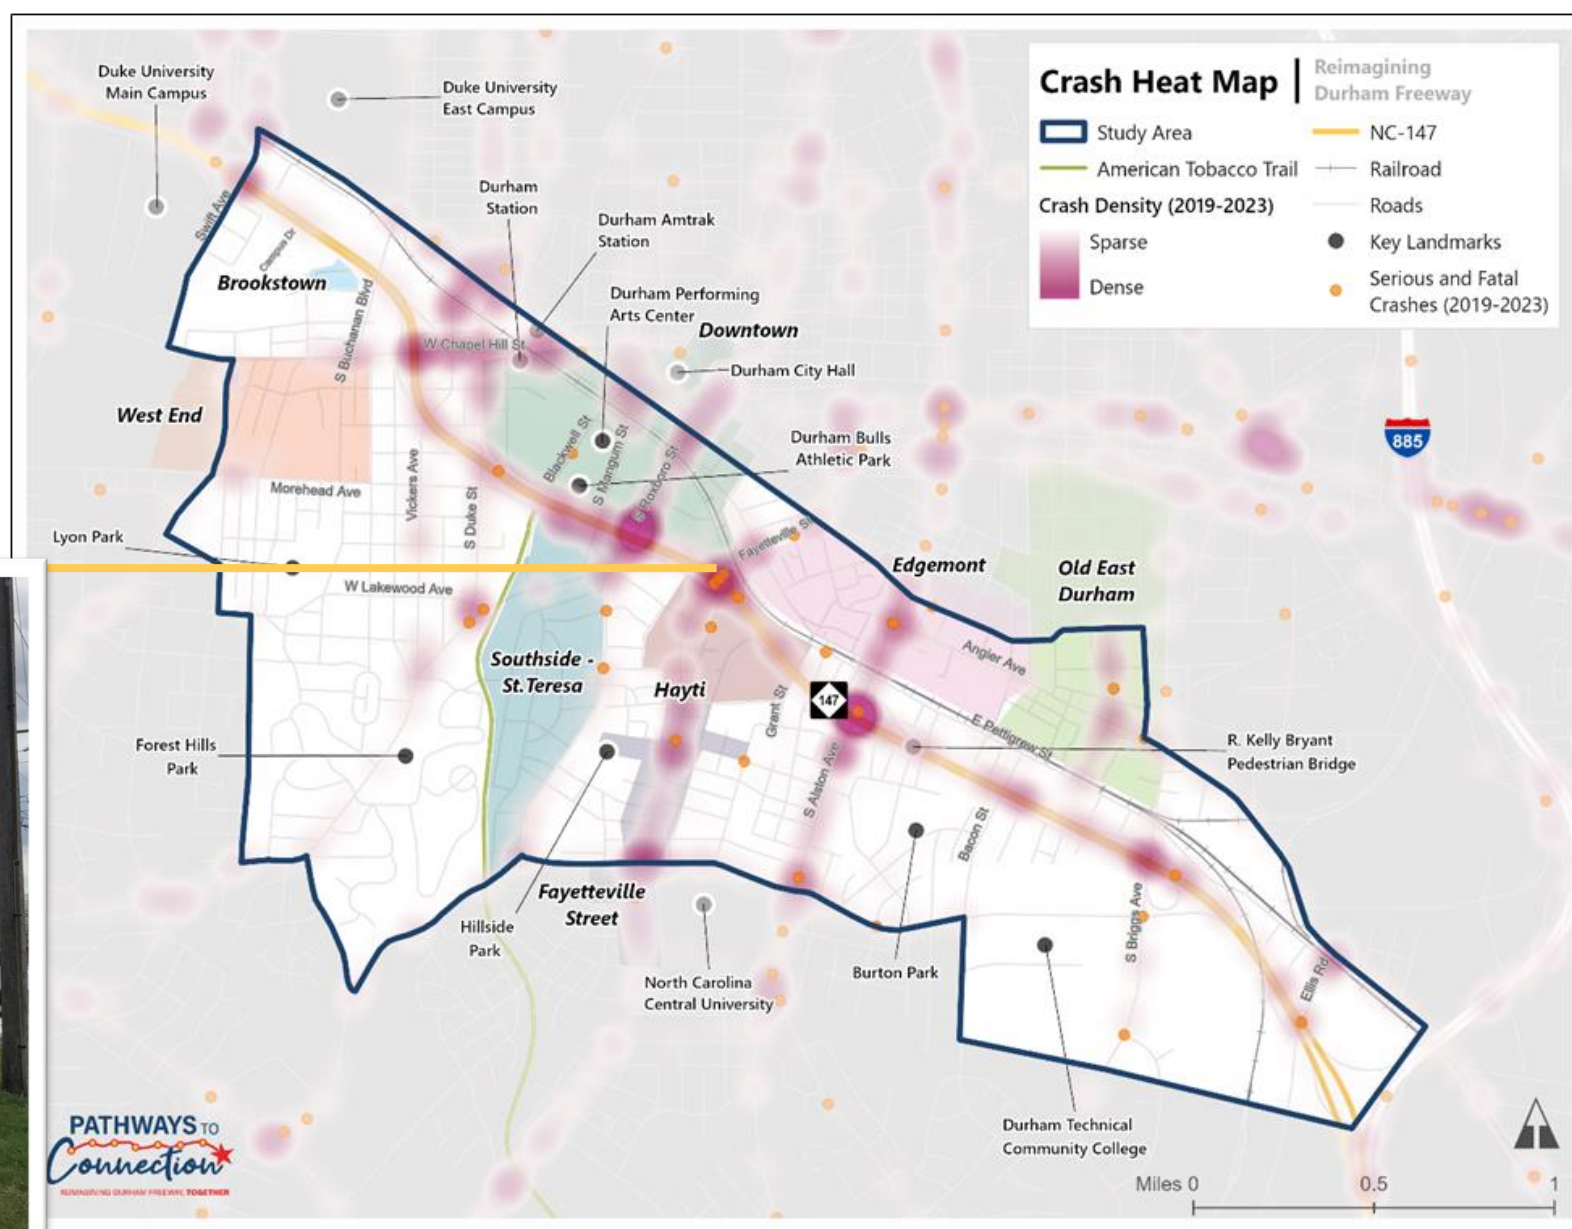 Crash Heat Map
Reimagining
Durham Freeway
Study Area
NC-147
American Tobacco Trail
Railroad
Crash Density (2019-2023)
Roads
Sparse
Key Landmarks
Dense
Serious and Fatal
Crashes (2019-2023)
Duke University
Main Campus
Duke University
East Campus
Durham
Station
Durham Amtrak
Station
Swift Ave
Campus Dr
Brookstown
S Buchanan Blvd
Durham Performing
Arts Center
Downtown
W Chapel Hill St
Durham City Hall
West End
Blackwell St
S Mangum St
S Roxboro St
Durham Bulls
Athletic Park
885
Morehead Ave
Vickers Ave
S Duke St
Lyon Park
Fayetteville St
Edgemont
Old East
Durham
W Lakewood Ave
Southside -
St.Teresa
Hayti
147
Angier Ave
Grant St
E Pettigrew St
Forest Hills
Park
S Alston Ave
R. Kelly Bryant
Pedestrian Bridge
Bacon St
Fayetteville
Street
Hillside
Park
S Briggs Ave
North Carolina
Central University
Burton Park
Ellis Rd
Durham Technical
Community College
PATHWAYS TO
Connection
REIMAGINING DURHAM FREEWAY, TOGETHER
Miles 0 0.5 1